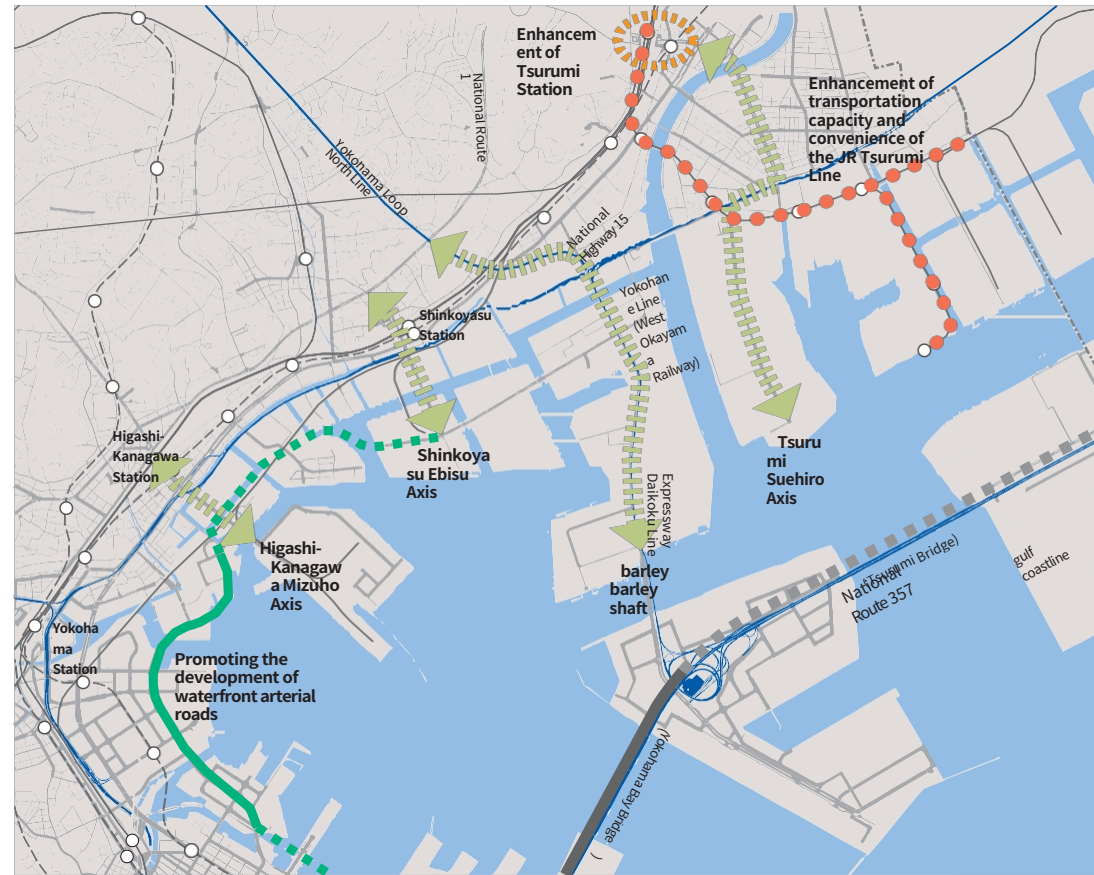 Enhancem
ent of
Tsurumi
Station
National Route
1
Enhancement of
transportation
capacity and
convenience of
the JR Tsurumi
Line
Yokohama Loop
North Line
National
Highway 15
Yokohan
e Line
(West
Okayam
a
Railway)
Shinkoyasu
Station
Higashi-
Kanagawa
Station
Shinkoya
su Ebisu
Axis
Tsuru
mi
Suehiro
Axis
Expressway
Daikoku Line
Higashi-
Kanagaw
a Mizuho
Axis
barley
barley
shaft
(Tsurumi Bridge)
National
Route 357
gulf
coastline
Yokoha
ma
Station
Promoting the
development of
waterfront arterial
roads
(Yokohama Bay Bridge
)